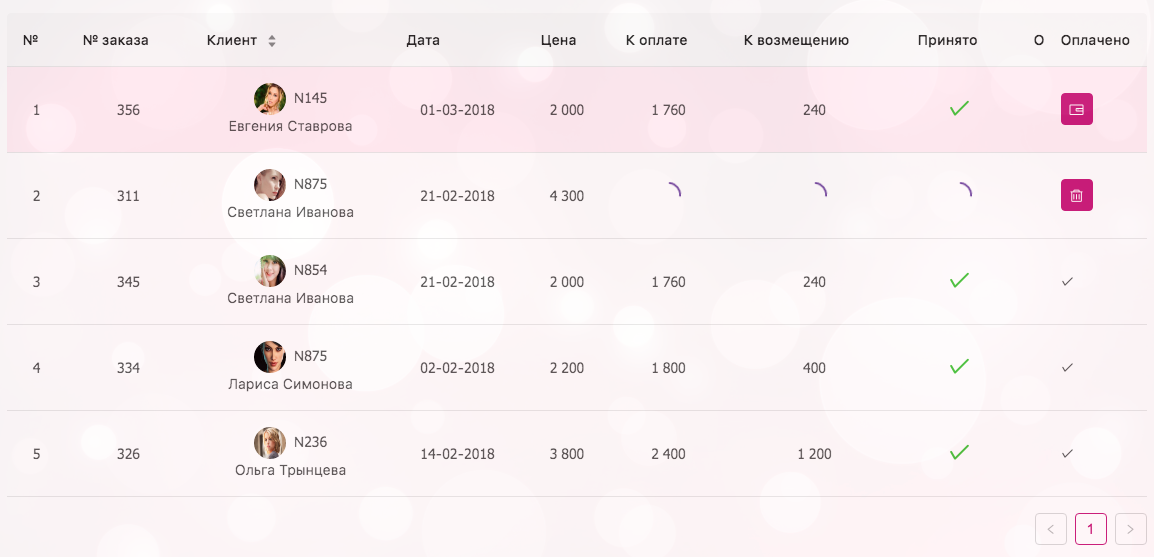 № № заказа Клиент Дата Цена К оплате К возмещению Принято О Оплачено
1 356 N145 01-03-2018 2 000 1 760 240
Евгения Ставрова
2 311 N875 21-02-2018 4 300
Светлана Иванова
3 345 N854 21-02-2018 2 000 1 760 240
Светлана Иванова
4 334 N875 02-02-2018 2 200 1 800 400
Лариса Симонова
5 326 N236 14-02-2018 3 800 2 400 1 200
Ольга Трынцева
< 1 >